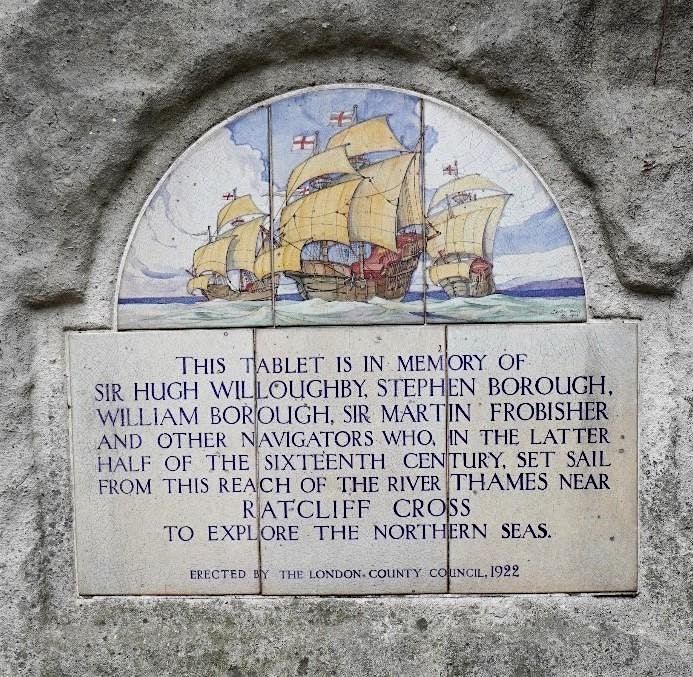 THIS TABLET IS IN MEMORY OF
SIR HUGH WILLOUGHBY, STEPHEN BOROUGH,
WILLIAM BOROUGH, SIR MARTIN FROBISHER
AND OTHER NAVIGATORS WHO, IN THE LATTER
HALF OF THE SIXTEENTH CENTURY, SET SAIL
FROM THIS REACH OF THE RIVER THAMES NEAR
RATCLIFF CROSS
TO EXPLORE THE NORTHERN SEAS.
ERECTED BY THE LONDON COUNTY COUNCIL, 1922